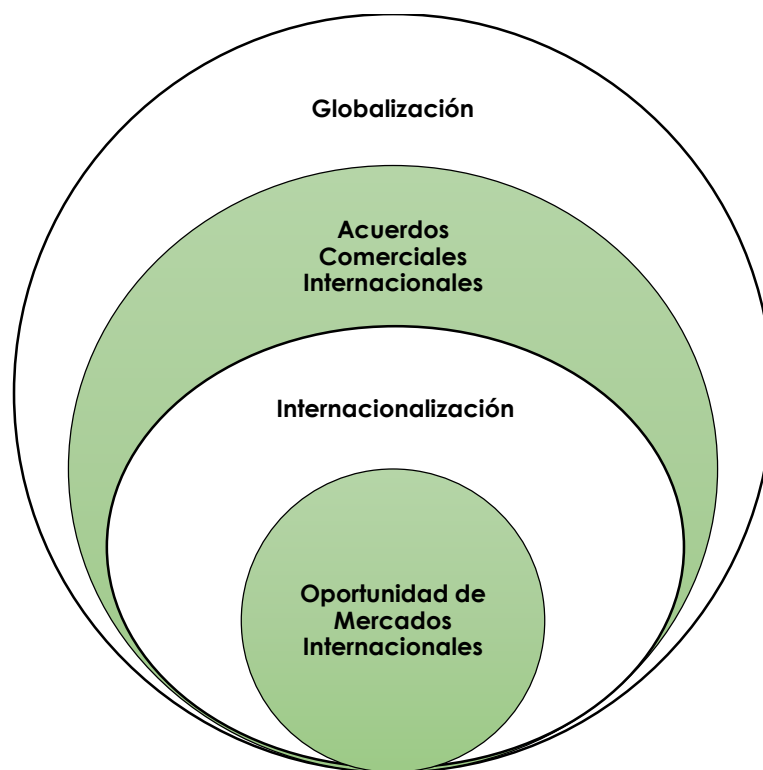 Globalización
Acuerdos
Comerciales
Internacionales
Internacionalización
Oportunidad de
Mercados
Internacionales